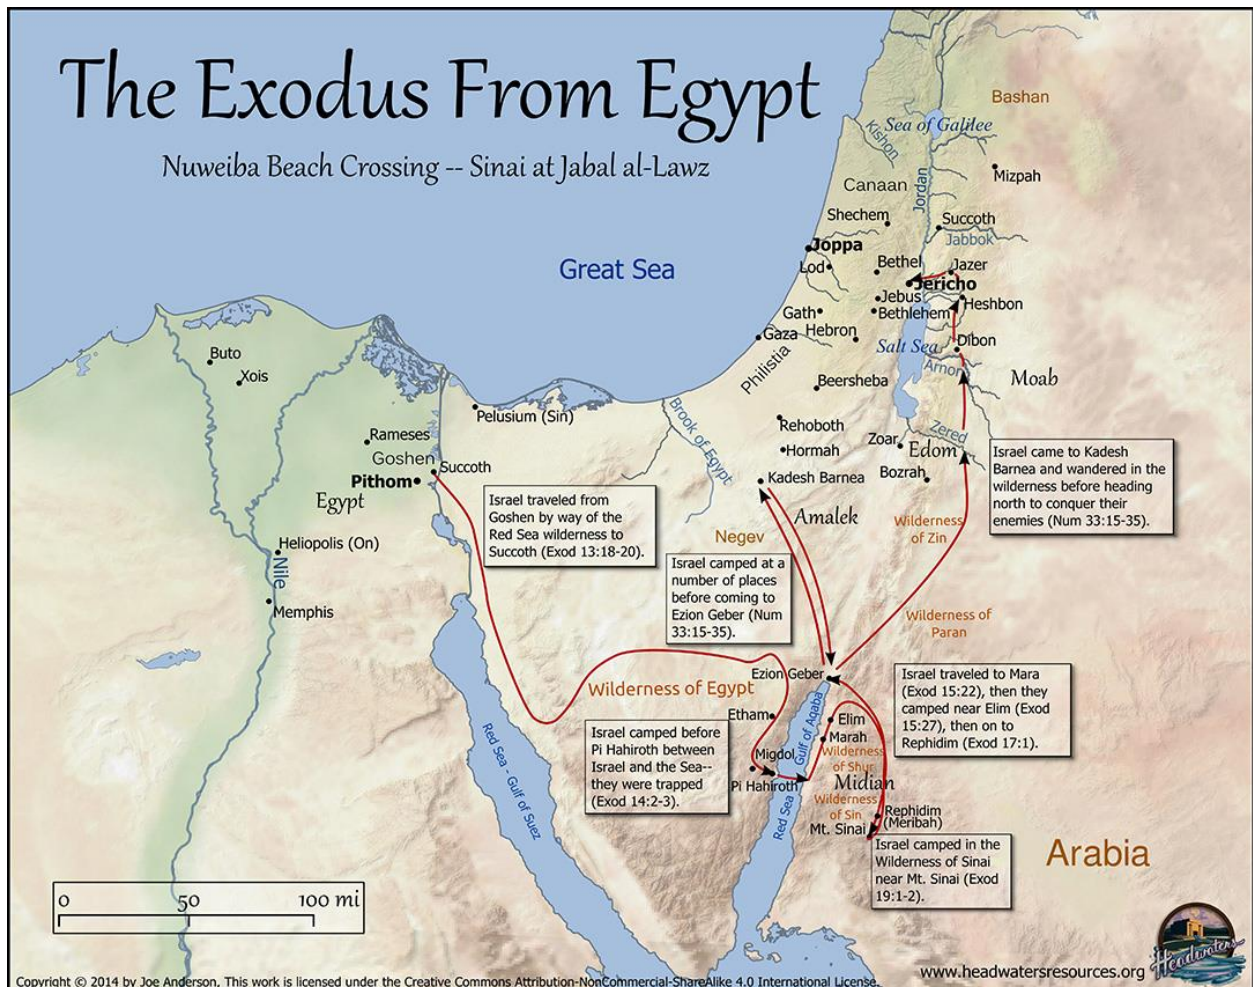 The Exodus From Egypt
Nuweiba Beach Crossing -- Sinai at Jabal al-Lawz
Bashan
Sea of Galilee
Kishon
Mizpah
Canaan
Jordan
Shechem
Succoth
Joppa
Jabbok
Great Sea
Lod
Bethel
Jazer
Jericho
Jebus
Heshbon
Gath
Bethlehem
Gaza
Hebron
Salt Sea
Dibon
Buto
Philistia
Arnon
Moab
Xois
Beersheba
Pelusium (Sin)
Brook of Egypt
Rehoboth
Rameses
Hormah
Zoar
Zered
Edom
Goshen
Succoth
Pithom
Kadesh Barnea
Bozrah
Egypt
Amalek
Wilderness
of Zin
Negev
Israel came to Kadesh
Barnea and wandered in the
wilderness before heading
north to conquer their
enemies (Num 33:15-35).
Israel traveled from
Goshen by way of the
Red Sea wilderness to
Succoth (Exod 13:18-20).
Heliopolis (On)
Nile
Memphis
Israel camped at a
number of places
before coming to
Ezion Geber (Num
33:15-35).
Wilderness of
Paran
Ezion Geber
Wilderness of Egypt
Israel traveled to Mara
(Exod 15:22), then they
camped near Elim (Exod
15:27), then on to
Rephidim (Exod 17:1).
Etham
Elim
Marah
Gulf of Aqaba
Wilderness
of Shur
Israel camped before
Pi Hahiroth between
Israel and the Sea--
they were trapped
(Exod 14:2-3).
Migdol
Pi Hahiroth
Midian
Red Sea - Gulf of Suez
Red Sea
Wilderness
of Sin
Rephidim
(Meribah)
Mt. Sinai
Israel camped in the
Wilderness of Sinai
near Mt. Sinai (Exod
19:1-2).
Arabia
0 50 100 mi
Headwaters
www.headwatersresources.org
Copyright © 2014 by Joe Anderson. This work is licensed under the Creative Commons Attribution-NonCommercial-ShareAlike 4.0 International License.